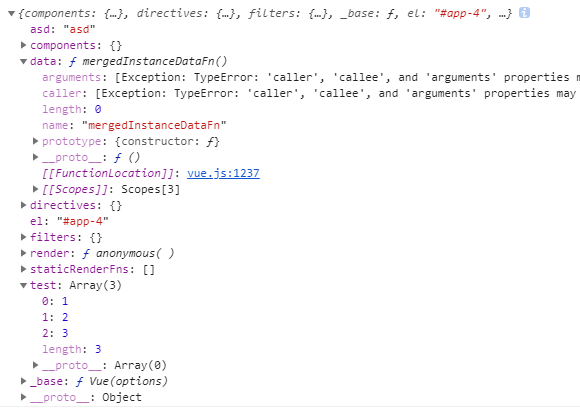 {components: {…}, directives: {…}, filters: {…}, _base: ƒ, el: "#app-4", …} i
asd: "asd"
components: {}
data: ƒ mergedInstanceDataFn()
arguments: [Exception: TypeError: 'caller', 'callee', and 'arguments' properties m
caller: [Exception: TypeError: 'caller', 'callee', and 'arguments' properties may
length: 0
name: "mergedInstanceDataFn"
prototype: {constructor: ƒ}
__proto__: ƒ ()
[[FunctionLocation]]: vue.js:1237
[[Scopes]]: Scopes[3]
directives: {}
el: "#app-4"
filters: {}
render: ƒ anonymous( )
staticRenderFns: []
test: Array(3)
0: 1
1: 2
2: 3
length: 3
__proto__: Array(0)
_base: ƒ Vue(options)
__proto__: Object